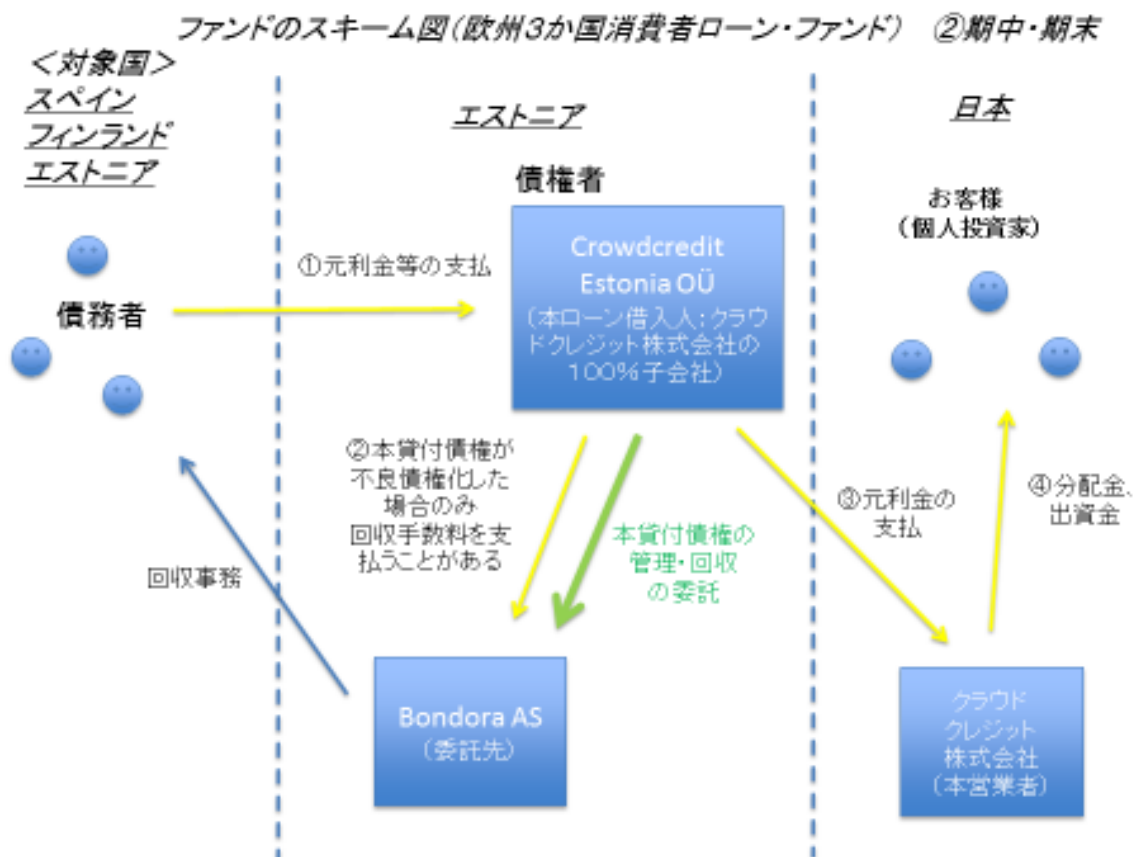 ファンドのスキーム図(欧州3か国消費者ローン・ファンド) ②期中・期末
<対象国>
スペイン
フィンランド
エストニア
エストニア
日本
債権者
お客様
(個人投資家)
Crowdcredit
Estonia OÜ
(本ローン借入人:クラウ
ドクレジット株式会社の
100%子会社)
①元利金等の支払
債務者
②本貸付債権が
不良債権化した
場合のみ
回収手数料を支
払うことがある
本貸付債権の
管理・回収
の委託
③元利金の
支払
④分配金、
出資金
回収事務
Bondora AS
(委託先)
クラウド
クレジット
株式会社
(本営業者)